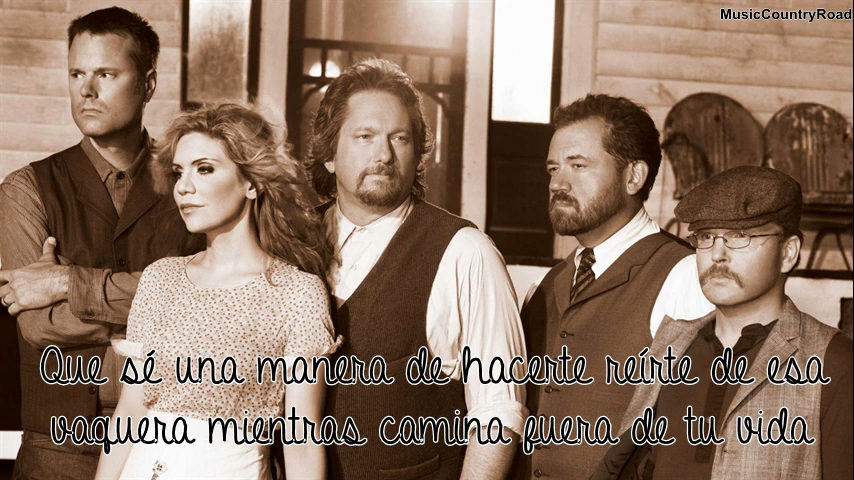 MusicCountryRoad
Que sé una manera de hacerte reírte de esa
vaquera mientras camina fuera de tu vida